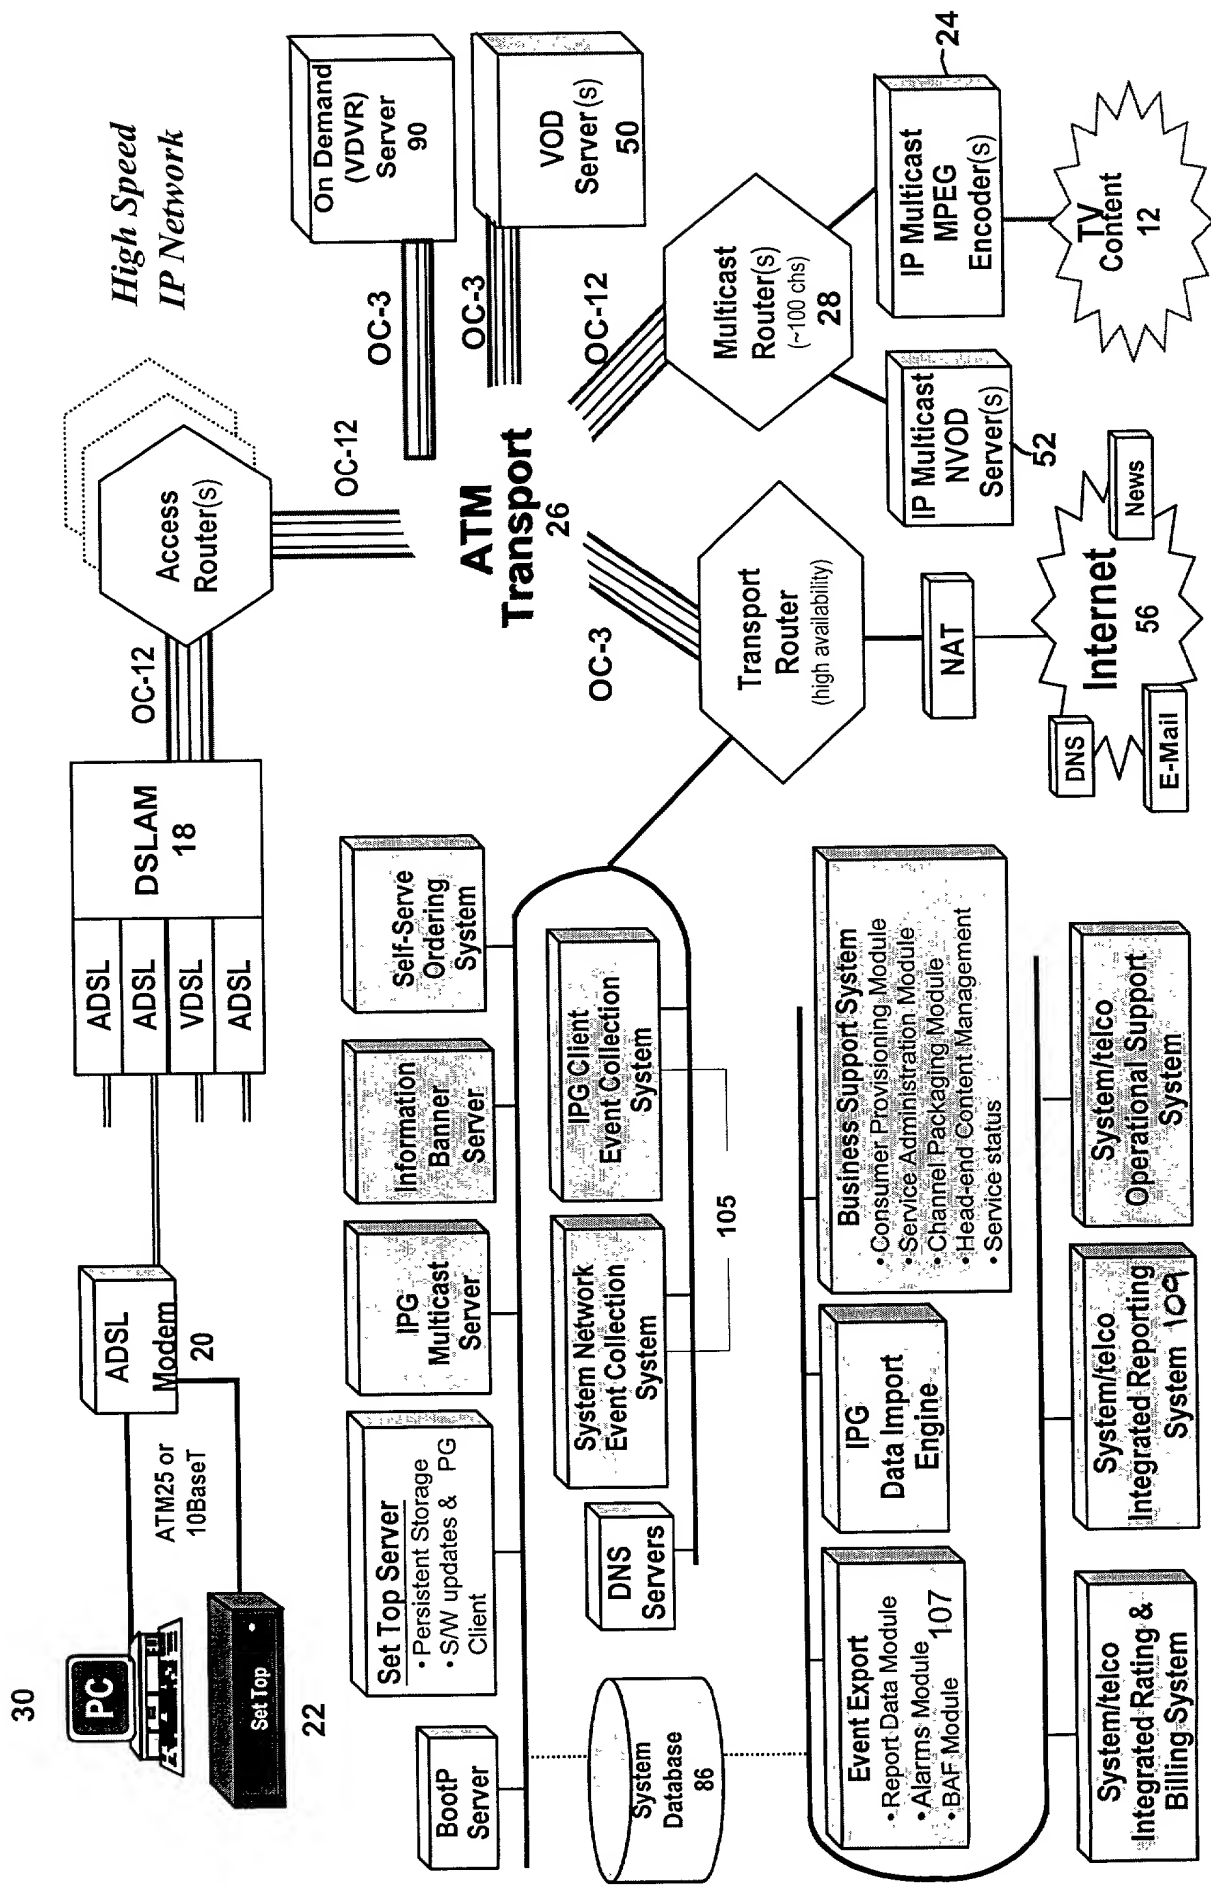 30
PC
Set Top
22
ATM25 or
10BaseT
ADSL
Modem
20
ADSL
ADSL
VDSL
ADSL
DSLAM
18
OC-12
Access
Router(s)
OC-12
High Speed
IP Network
On Demand
(VDVR)
Server
90
OC-3
VOD
Server(s)
50
OC-3
ATM
Transport
26
OC-12
Multicast
Router(s)
(~100 chs)
28
IP Multicast
MPEG
Encoder(s)
24
TV
Content
12
IP Multicast
NVOD
Server(s)
52
OC-3
Transport
Router
(high availability)
NAT
Internet
56
News
DNS
E-Mail
BootP
Server
Set Top Server
• Persistent Storage
• S/W updates & PG
Client
IPG
Multicast
Server
Information
Banner
Server
Self-Serve
Ordering
System
DNS
Servers
System Network
Event Collection
System
IPG Client
Event Collection
System
105
System
Database
86
Event Export
• Report Data Module
• Alarms Module
• BAF Module
107
IPG
Data Import
Engine
Business Support System
• Consumer Provisioning Module
• Service Administration Module
• Channel Packaging Module
• Head-end Content Management
• Service status
System/telco
Integrated Rating &
Billing System
System/telco
Integrated Reporting
System 109
System/telco
Operational Support
System